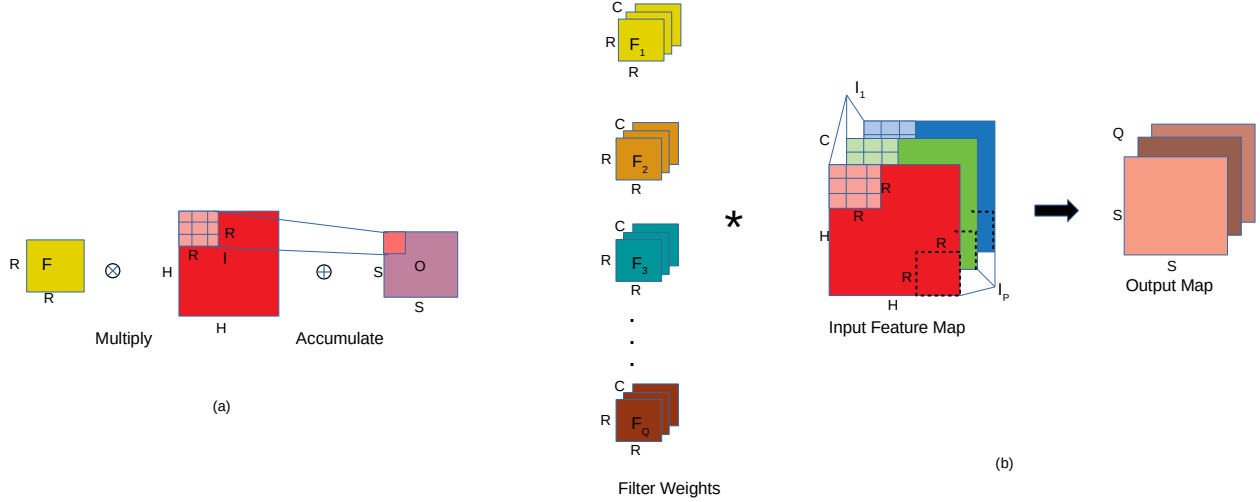 F
R
R
⊗
Multiply
H
R
R
I
H
⊕
Accumulate
S
O
S
(a)
C
R
F1
R
C
R
F2
R
C
R
F3
R
.
.
.
C
R
FQ
R
Filter Weights
*
I1
C
R
R
H
R
R
H
IP
Input Feature Map
Q
S
S
Output Map
(b)